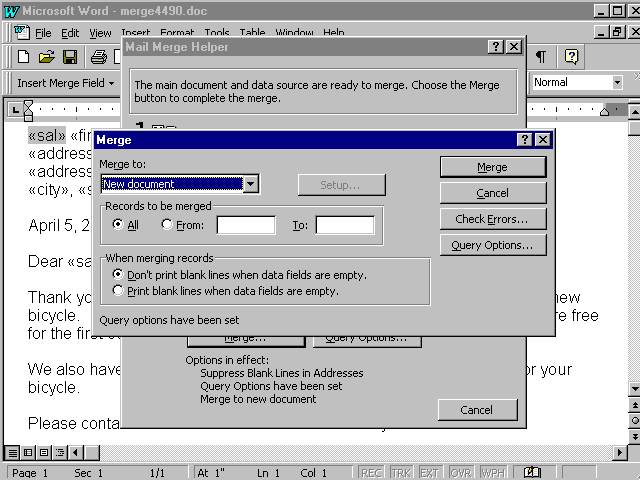 Microsoft Word - merge4490.doc
File Edit View Insert Format Tools Table Window Help
Mail Merge Helper
Insert Merge Field
Normal
The main document and data source are ready to merge. Choose the Merge
button to complete the merge.
«sal» «fir
«address
«address
«city», «s
April 5, 2
Dear «sa
Thank yo
new
bicycle.
re free
for the first
We also have
or your
bicycle.
Please conta
Merge
Merge to:
New document
Setup...
Records to be merged
All
From:
To:
When merging records
Don't print blank lines when data fields are empty.
Print blank lines when data fields are empty.
Query options have been set
Merge
Cancel
Check Errors...
Query Options...
Merge...
Query Options...
Options in effect:
Suppress Blank Lines in Addresses
Query Options have been set
Merge to new document
Cancel
Page 1 Sec 1 1/1 At 1" Ln 1 Col 1 REC TRK EXT OVR WPH